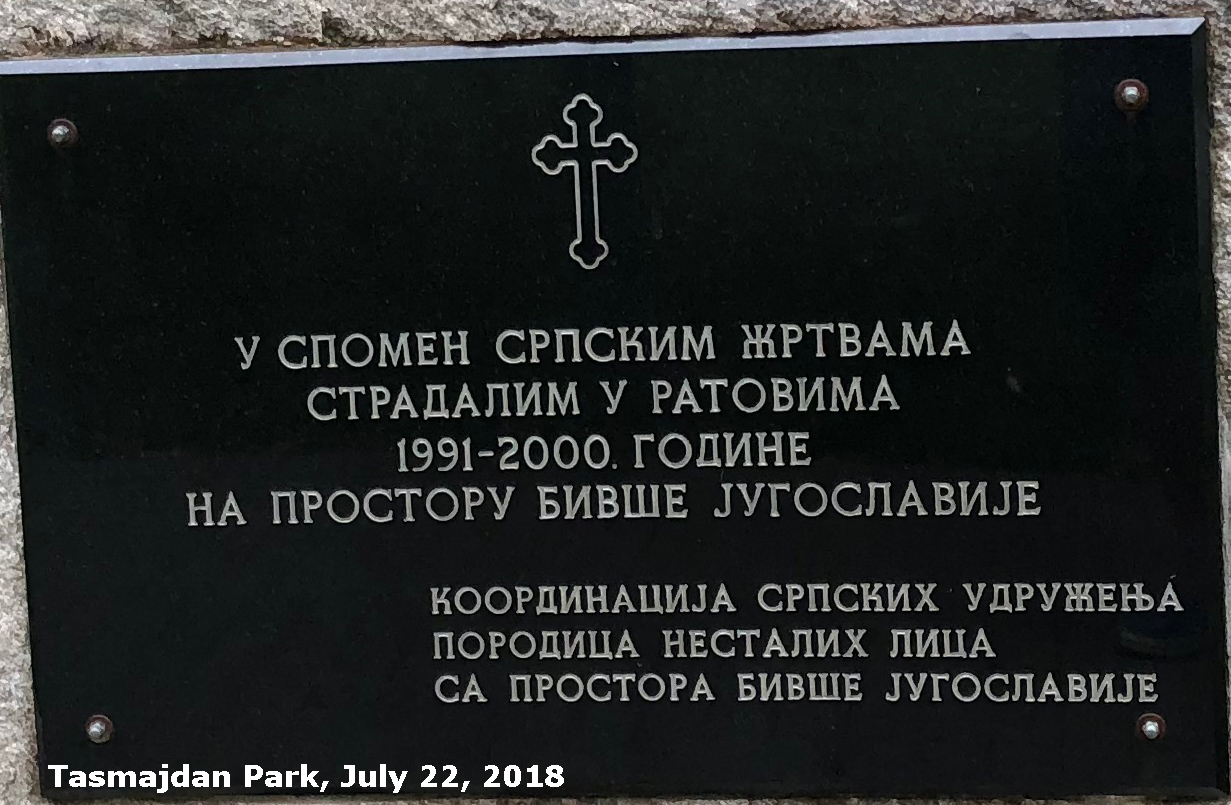 У СПОМЕН СРПСКИМ ЖРТВАМА
СТРАДАЛИМ У РАТОВИМА
1991-2000. ГОДИНЕ
НА ПРОСТОРУ БИВШЕ ЈУГОСЛАВИЈЕ
КООРДИНАЦИЈА СРПСКИХ УДРУЖЕЊА
ПОРОДИЦА НЕСТАЛИХ ЛИЦА
СА ПРОСТОРА БИВШЕ ЈУГОСЛАВИЈЕ
Tasmajdan Park, July 22, 2018